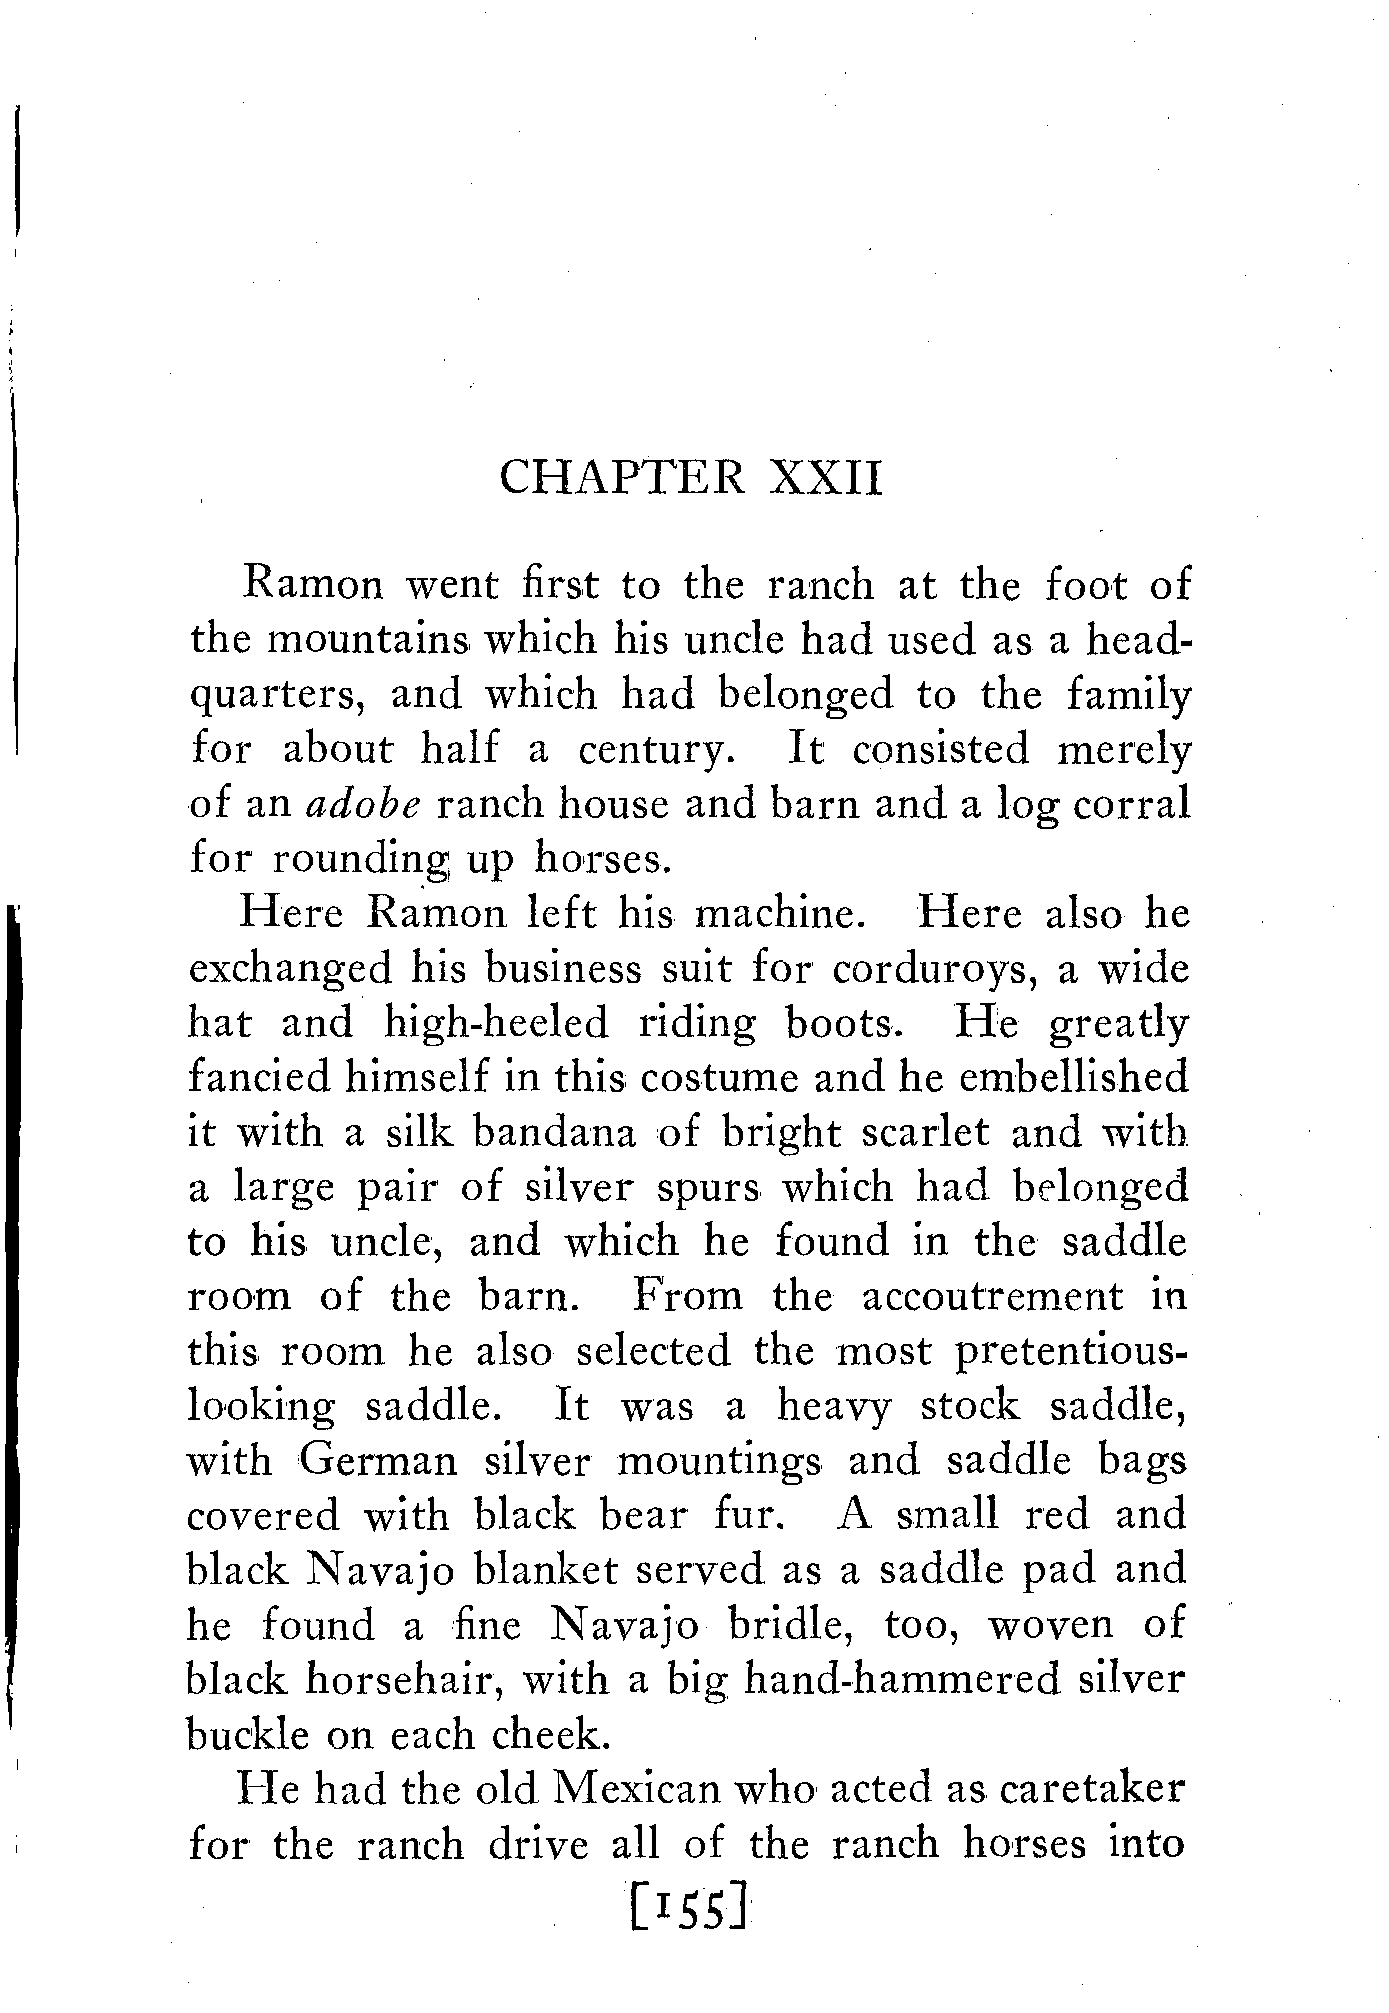 CHAPTER XXII
Ramon went first to the ranch at the foot of
the mountains which his uncle had used as a head-
quarters, and which had belonged to the family
for about half a century. It consisted merely
of an adobe ranch house and barn and a log corral
for rounding up horses.
Here Ramon left his machine. Here also he
exchanged his business suit for corduroys, a wide
hat and high-heeled riding boots. He greatly
fancied himself in this costume and he embellished
it with a silk bandana of bright scarlet and with
a large pair of silver spurs which had belonged
to his uncle, and which he found in the saddle
room of the barn. From the accoutrement in
this room he also selected the most pretentious-
looking saddle. It was a heavy stock saddle,
with German silver mountings and saddle bags
covered with black bear fur. A small red and
black Navajo blanket served as a saddle pad and
he found a fine Navajo bridle, too, woven of
black horsehair, with a big hand-hammered silver
buckle on each cheek.
He had the old Mexican who acted as caretaker
for the ranch drive all of the ranch horses into
[155]